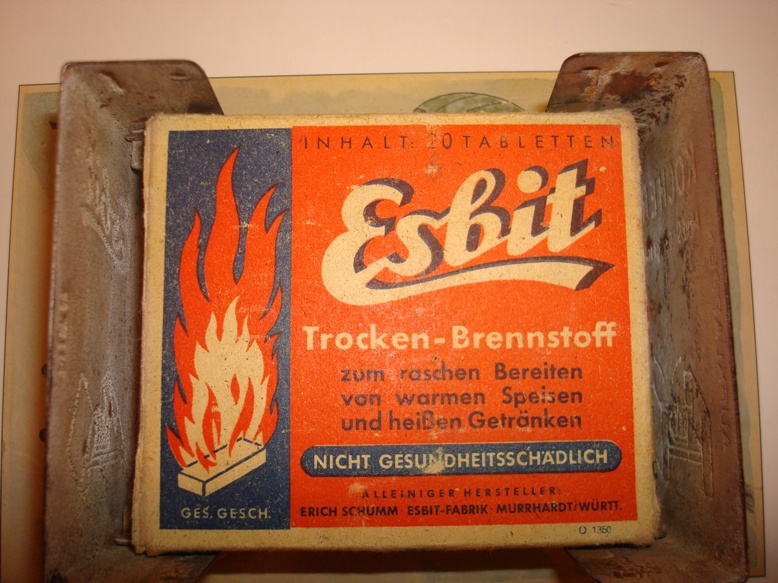 INHALT: 20 TABLETTEN
Esbit
Trocken-Brennstoff
zum raschen Bereiten
von warmen Speisen
und heißen Getränken
NICHT GESUNDHEITSSCHÄDLICH
ALLEINIGER HERSTELLER:
ERICH SCHUMM · ESBIT-FABRIK · MURRHARDT/WÜRTT.
GES. GESCH.